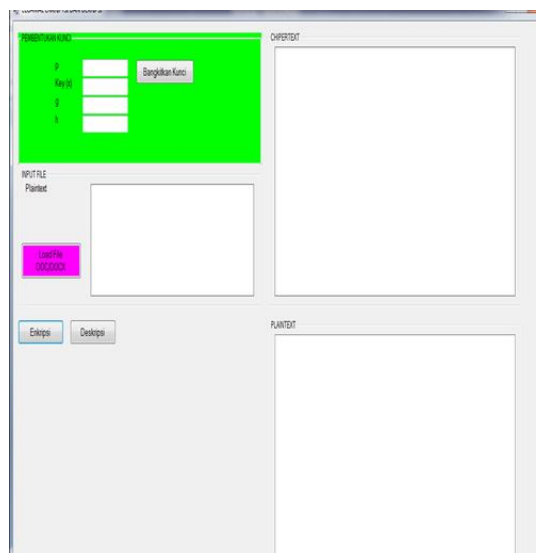 PEMBENTUKAN KUNCI
P
Key (x)
g
Bangkitkan Kunci
INPUT FILE
Plaintext
Load File
DOC/DOCX
Enkripsi
Deskripsi
CHIPERTEXT
PLAINTEXT